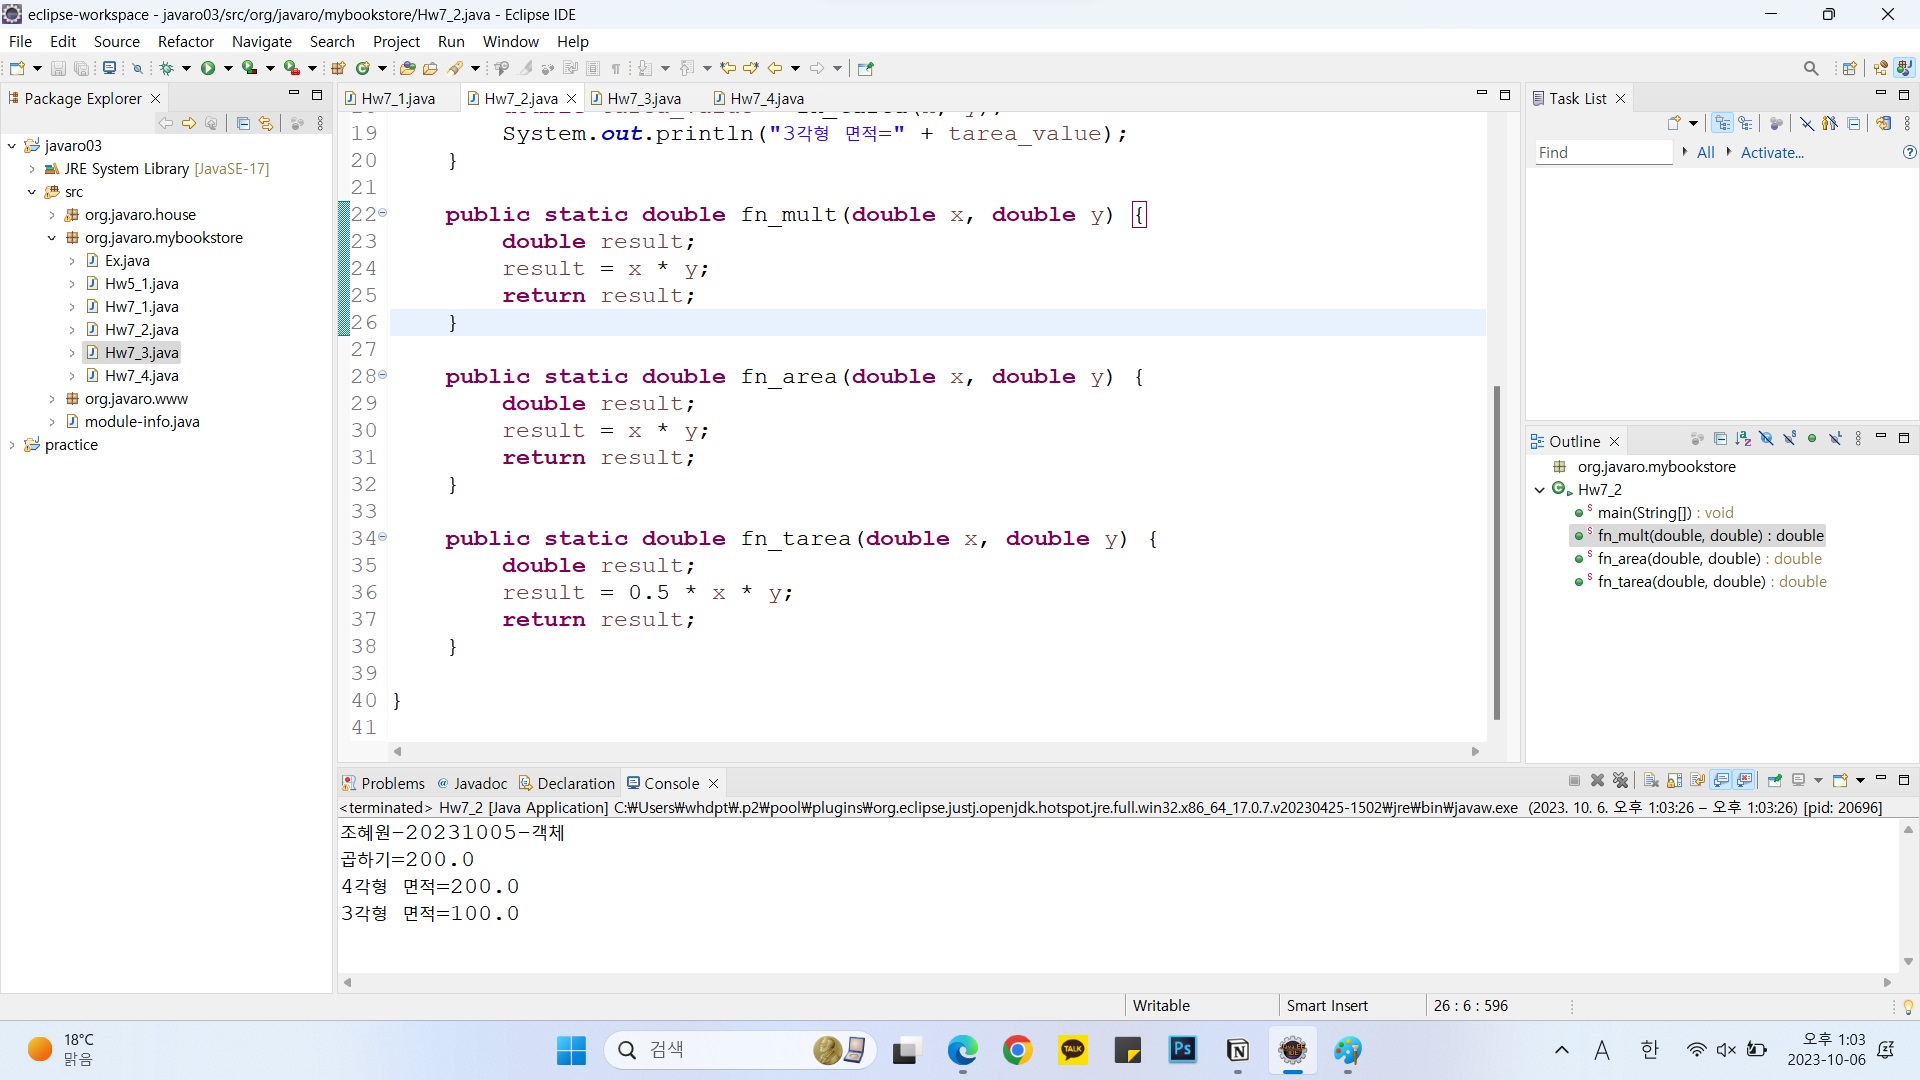 eclipse-workspace - javaro03/src/org/javaro/mybookstore/Hw7_2.java - Eclipse IDE
File Edit Source Refactor Navigate Search Project Run Window Help
Package Explorer
javaro03
JRE System Library [JavaSE-17]
src
org.javaro.house
org.javaro.mybookstore
Ex.java
Hw5_1.java
Hw7_1.java
Hw7_2.java
Hw7_3.java
Hw7_4.java
org.javaro.www
module-info.java
practice
Hw7_1.java Hw7_2.java Hw7_3.java Hw7_4.java
19 System.out.println("3각형 면적=" + tarea_value);
20 }
21
22 public static double fn_mult(double x, double y) {
23 double result;
24 result = x * y;
25 return result;
26 }
27
28 public static double fn_area(double x, double y) {
29 double result;
30 result = x * y;
31 return result;
32 }
33
34 public static double fn_tarea(double x, double y) {
35 double result;
36 result = 0.5 * x * y;
37 return result;
38 }
39
40 }
41
Task List
Find All Activate...
Outline
org.javaro.mybookstore
Hw7_2
main(String[]) : void
fn_mult(double, double) : double
fn_area(double, double) : double
fn_tarea(double, double) : double
Problems Javadoc Declaration Console
<terminated> Hw7_2 [Java Application] C:₩Users₩whdpt₩.p2₩pool₩plugins₩org.eclipse.justj.openjdk.hotspot.jre.full.win32.x86_64_17.0.7.v20230425-1502₩jre₩bin₩javaw.exe (2023. 10. 6. 오후 1:03:26 – 오후 1:03:26) [pid: 20696]
조혜원-20231005-객체
곱하기=200.0
4각형 면적=200.0
3각형 면적=100.0
Writable Smart Insert 26 : 6 : 596
18°C
맑음
검색
TALK
Ps
A 한
오후 1:03
2023-10-06